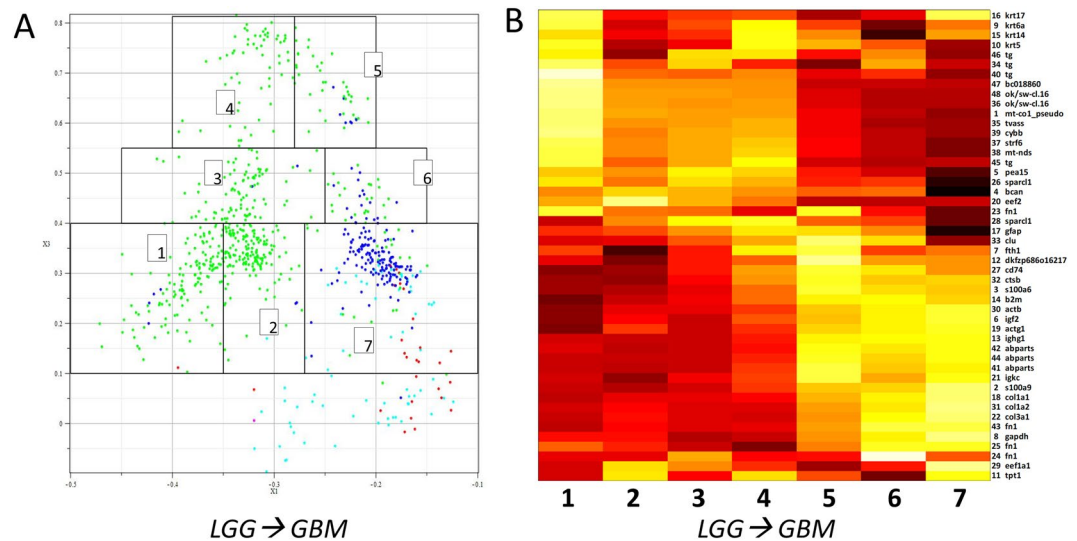 A
0.8
0.7
0.6
0.5
0.4
0.3
0.2
0.1
0
X3
5
4
3
6
1
2
7
-0.5
-0.4
-0.3
-0.2
-0.1
X1
LGG → GBM
B
16 krt17
9 krt6a
15 krt14
10 krt5
46 tg
34 tg
40 tg
47 bc018860
48 ok/sw-cl.16
36 ok/sw-cl.16
1 mt-co1_pseudo
35 tvass
39 cybb
37 strf6
38 mt-nds
45 tg
5 pea15
26 sparcl1
4 bcan
20 eef2
23 fn1
28 sparcl1
17 gfap
33 clu
7 fth1
12 dkfzp686o16217
27 cd74
32 ctsb
3 s100a6
14 b2m
30 actb
6 igf2
19 actg1
13 ighg1
42 abparts
44 abparts
41 abparts
21 igkc
2 s100a9
18 col1a1
31 col1a2
22 col3a1
43 fn1
8 gapdh
25 fn1
24 fn1
29 eef1a1
11 tpt1
1 2 3 4 5 6 7
LGG → GBM